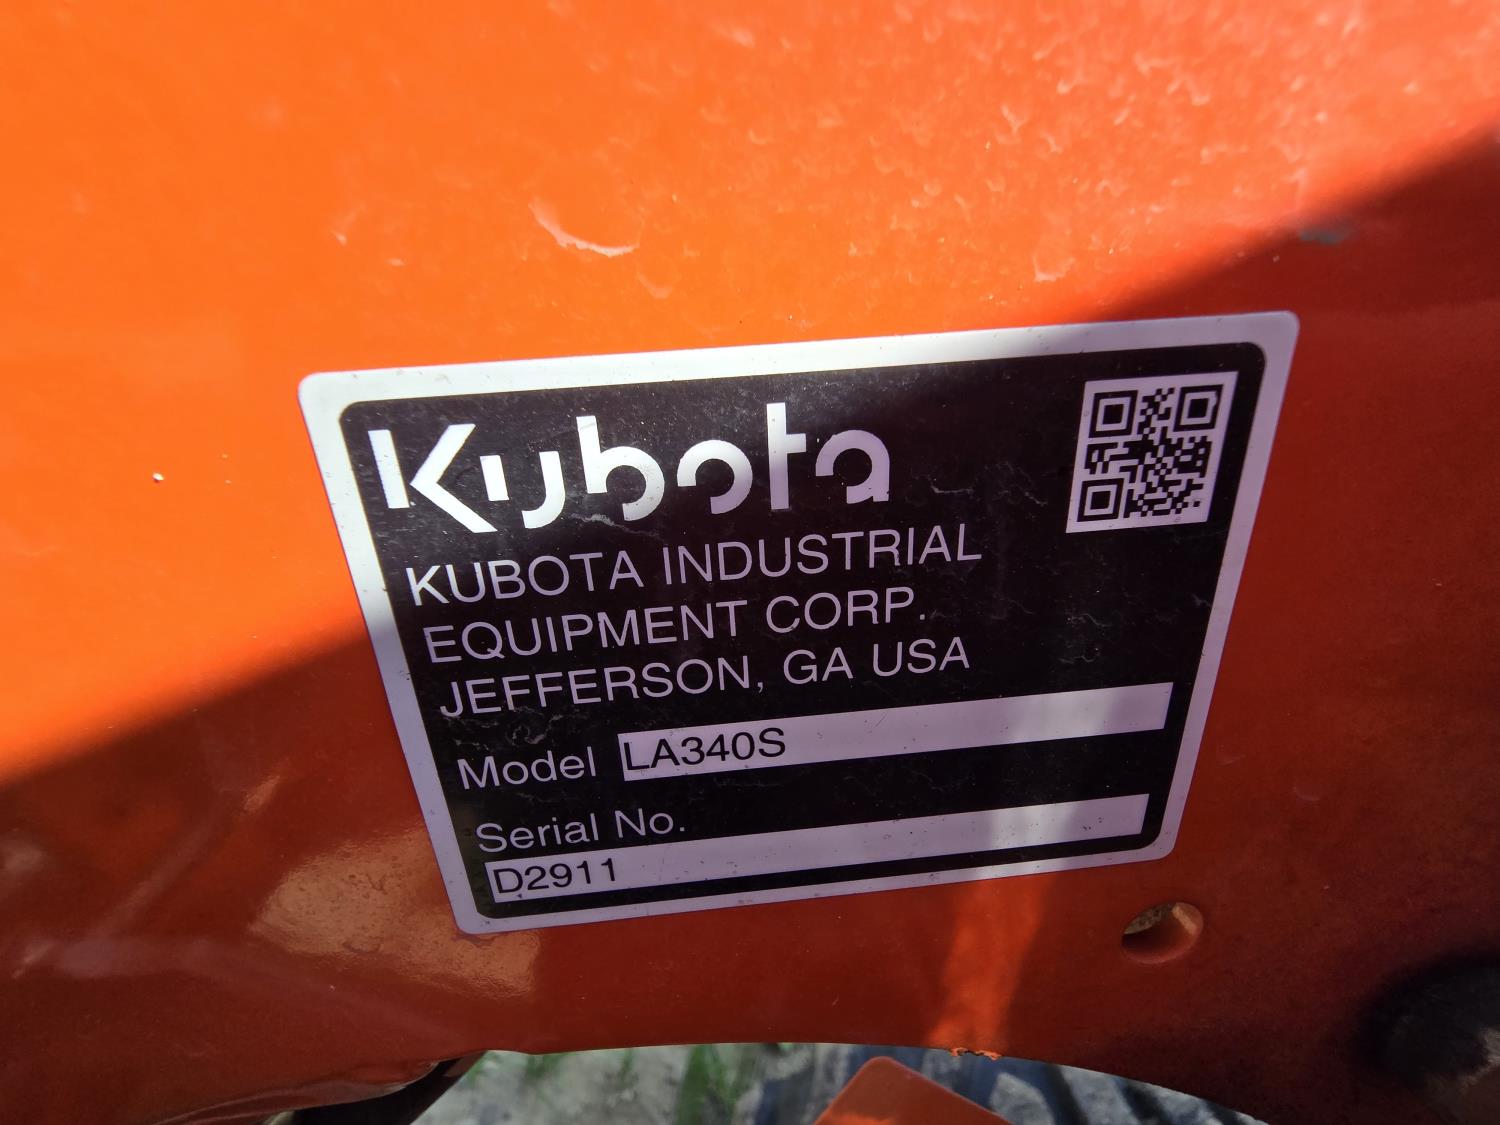 Kubota
KUBOTA INDUSTRIAL
EQUIPMENT CORP.
JEFFERSON, GA USA
Model LA340S
Serial No.
D2911